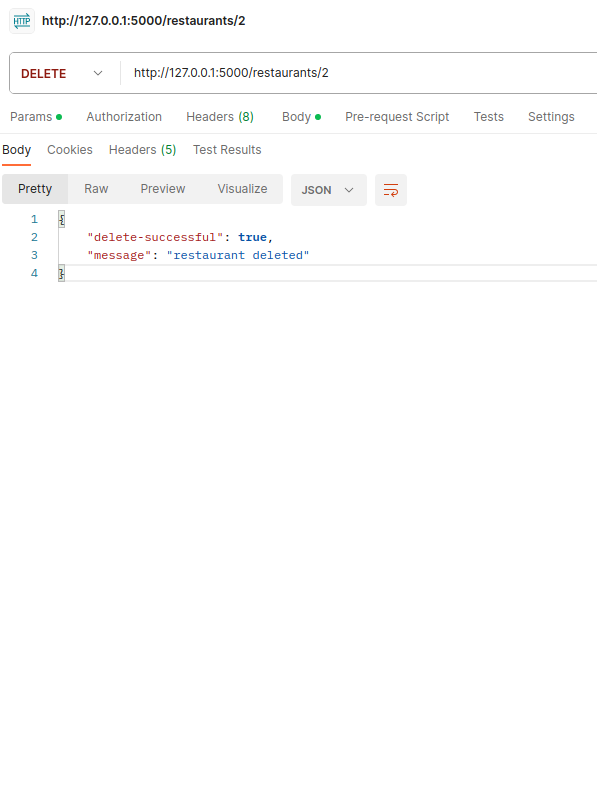 HTTP http://127.0.0.1:5000/restaurants/2
DELETE http://127.0.0.1:5000/restaurants/2
Params Authorization Headers (8) Body Pre-request Script Tests Settings
Body Cookies Headers (5) Test Results
Pretty Raw Preview Visualize JSON
1 {
2 "delete-successful": true,
3 "message": "restaurant deleted"
4 }